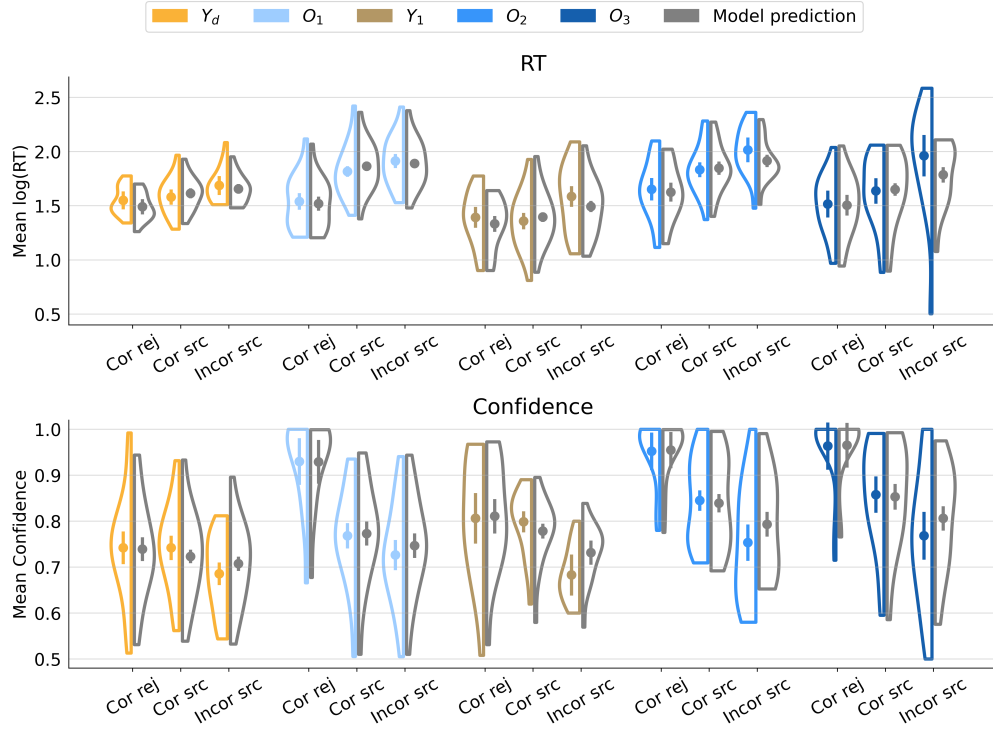 Y_d O_1 Y_1 O_2 O_3 Model prediction
RT
Mean log(RT)
2.5
2.0
1.5
1.0
0.5
Cor rej Cor src Incor src Cor rej Cor src Incor src Cor rej Cor src Incor src Cor rej Cor src Incor src Cor rej Cor src Incor src
Confidence
Mean Confidence
1.0
0.9
0.8
0.7
0.6
0.5
Cor rej Cor src Incor src Cor rej Cor src Incor src Cor rej Cor src Incor src Cor rej Cor src Incor src Cor rej Cor src Incor src